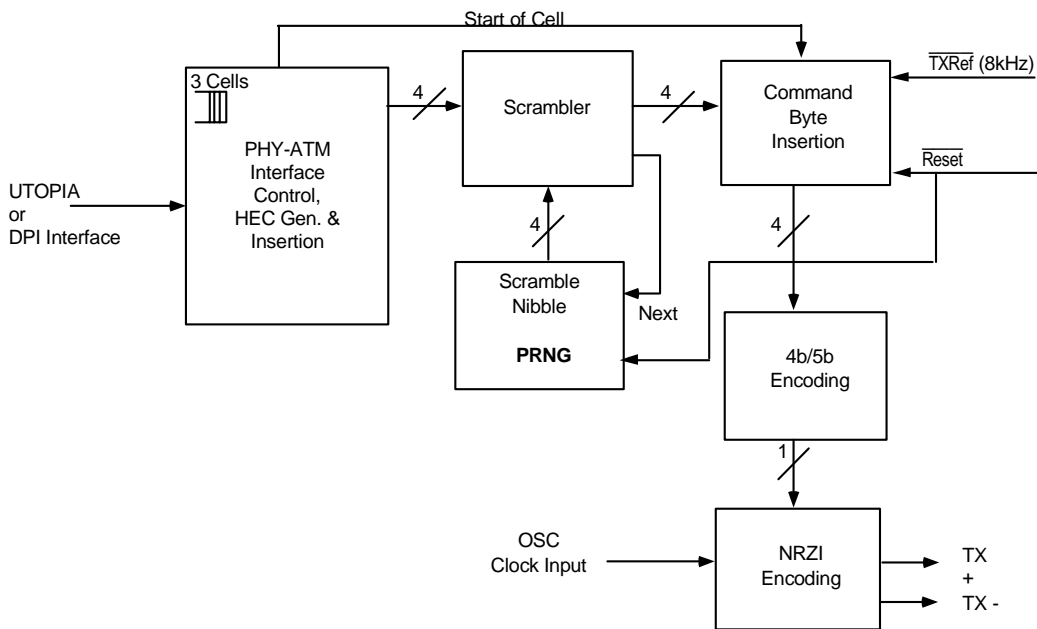 Start of Cell
3 Cells
PHY-ATM
Interface
Control,
HEC Gen. &
Insertion
UTOPIA
or
DPI Interface
4
Scrambler
4
Command
Byte
Insertion
TXRef (8kHz)
Reset
4
Scramble
Nibble
PRNG
Next
4
4b/5b
Encoding
1
OSC
Clock Input
NRZI
Encoding
TX
+
TX -